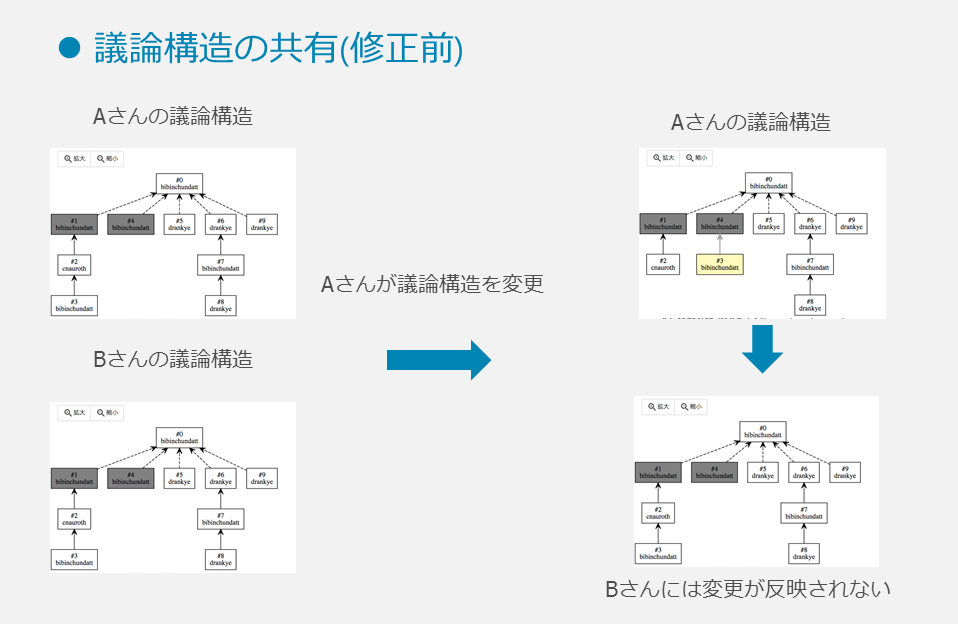 ● 議論構造の共有(修正前)
Aさんの議論構造
拡大 縮小
#0
bibinchundatt
#1 #4 #5 #6 #9
bibinchundatt bibinchundatt drankye drankye drankye
#2 #7
cnauroth bibinchundatt
#3 #8
bibinchundatt drankye
Bさんの議論構造
拡大 縮小
#0
bibinchundatt
#1 #4 #5 #6 #9
bibinchundatt bibinchundatt drankye drankye drankye
#2 #7
cnauroth bibinchundatt
#3 #8
bibinchundatt drankye
Aさんが議論構造を変更
Aさんの議論構造
拡大 縮小
#0
bibinchundatt
#1 #4 #5 #6 #9
bibinchundatt bibinchundatt drankye drankye drankye
#2 #3 #7
cnauroth bibinchundatt bibinchundatt
#8
drankye
拡大 縮小
#0
bibinchundatt
#1 #4 #5 #6 #9
bibinchundatt bibinchundatt drankye drankye drankye
#2 #7
cnauroth bibinchundatt
#3 #8
bibinchundatt drankye
Bさんには変更が反映されない